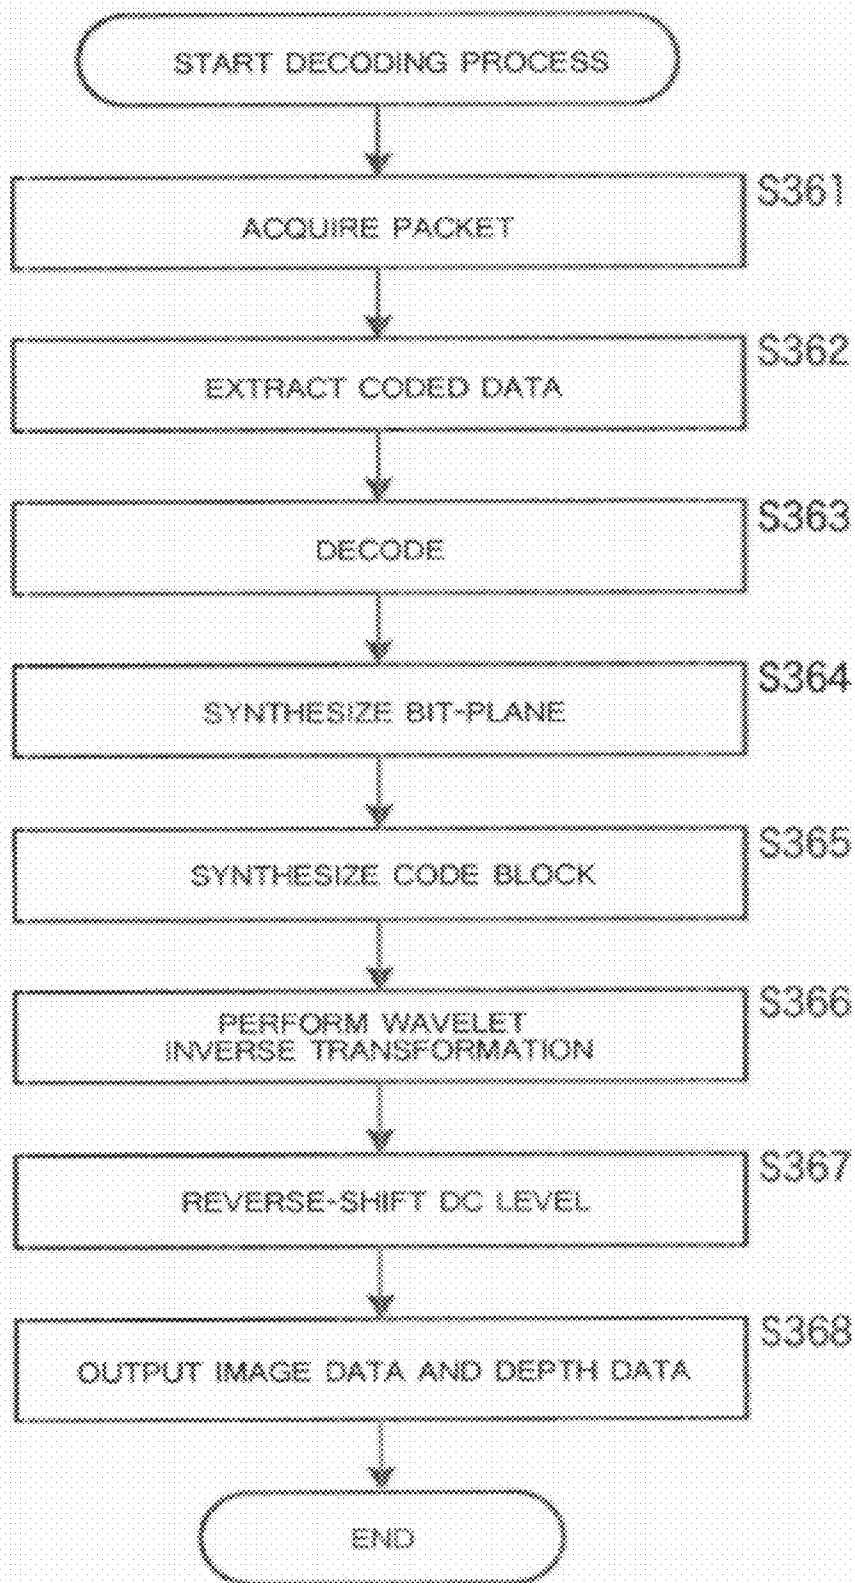 START DECODING PROCESS
S361
ACQUIRE PACKET
S362
EXTRACT CODED DATA
S363
DECODE
S364
SYNTHESIZE BIT-PLANE
S365
SYNTHESIZE CODE BLOCK
S366
PERFORM WAVELET
INVERSE TRANSFORMATION
S367
REVERSE-SHIFT DC LEVEL
S368
OUTPUT IMAGE DATA AND DEPTH DATA
END